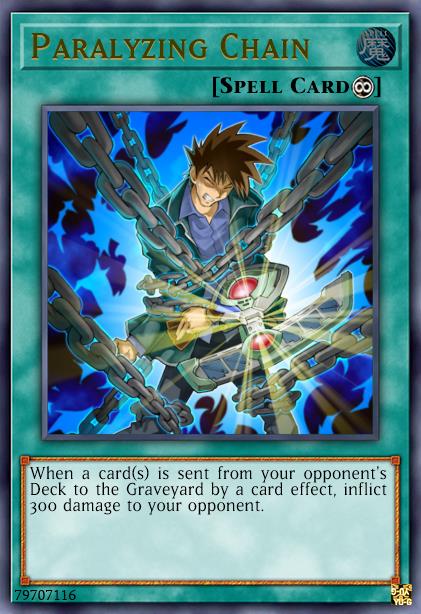 PARALYZING CHAIN
魔
[SPELL CARD]
When a card(s) is sent from your opponent's
Deck to the Graveyard by a card effect, inflict
300 damage to your opponent.
79707116